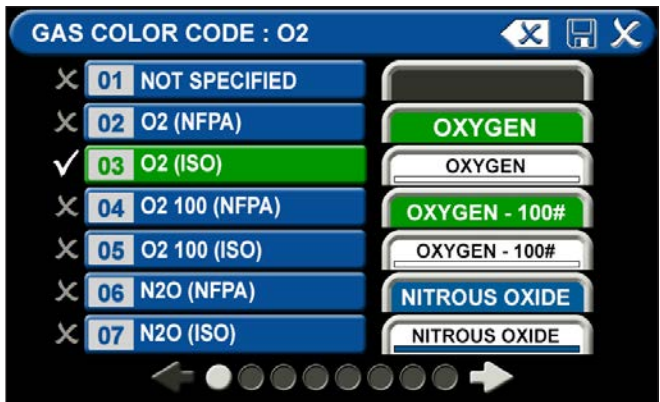 GAS COLOR CODE : O2
01 NOT SPECIFIED
02 O2 (NFPA) OXYGEN
03 O2 (ISO) OXYGEN
04 O2 100 (NFPA) OXYGEN - 100#
05 O2 100 (ISO) OXYGEN - 100#
06 N2O (NFPA) NITROUS OXIDE
07 N2O (ISO) NITROUS OXIDE